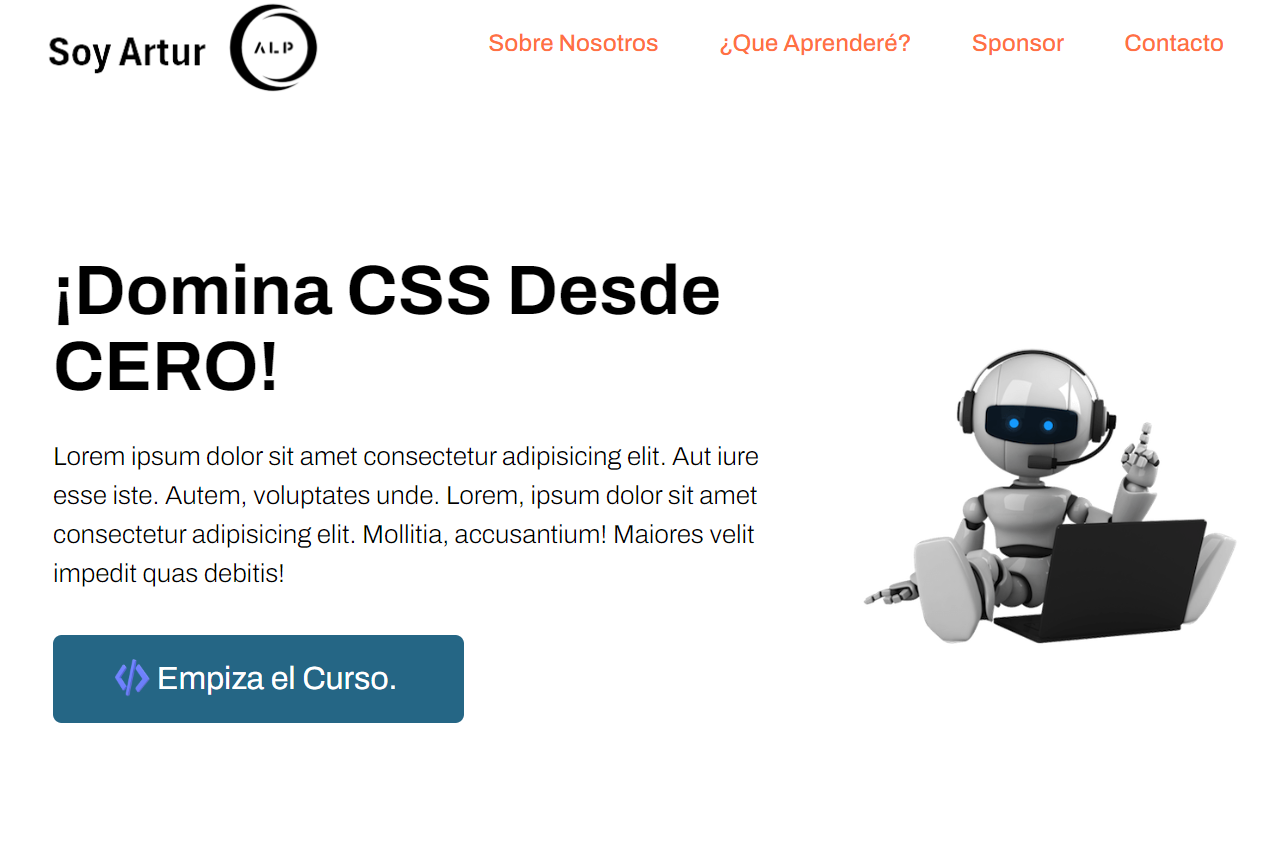 Soy Artur
ALP
Sobre Nosotros
¿Que Aprenderé?
Sponsor
Contacto
¡Domina CSS Desde
CERO!
Lorem ipsum dolor sit amet consectetur adipisicing elit. Aut iure
esse iste. Autem, voluptates unde. Lorem, ipsum dolor sit amet
consectetur adipisicing elit. Mollitia, accusantium! Maiores velit
impedit quas debitis!
Empiza el Curso.